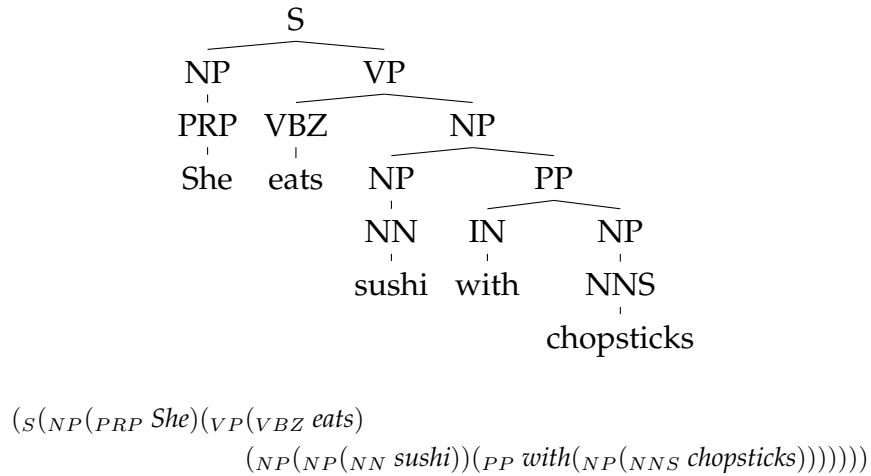 S
NP VP
PRP VBZ NP
She eats NP PP
NN IN NP
sushi with NNS
chopsticks
(S(NP(PRP She)(VP(VBZ eats)
(NP(NP(NN sushi))(PP with(NP(NNS chopsticks)))))))